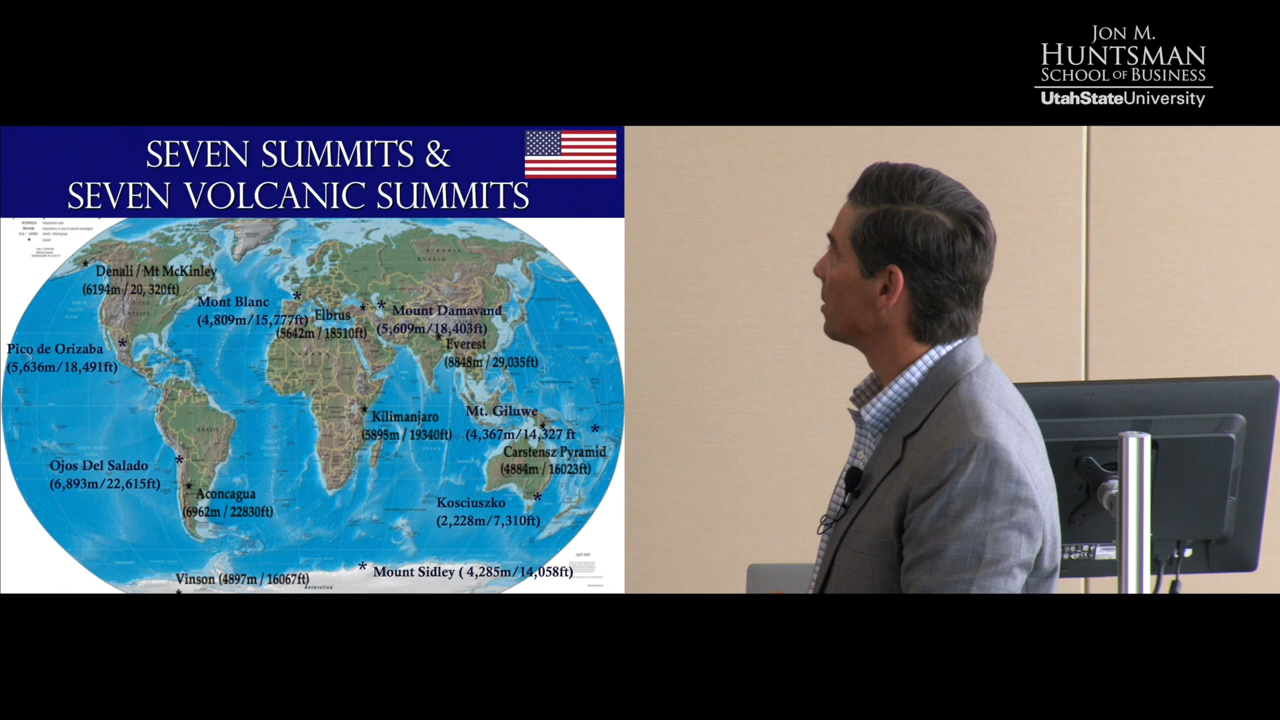 JON M.
HUNTSMAN
SCHOOL OF BUSINESS
UtahStateUniversity
SEVEN SUMMITS &
SEVEN VOLCANIC SUMMITS
Denali / Mt McKinley
(6194m / 20, 320ft)
Mont Blanc
(4,809m/15,777ft)
Elbrus
(5642m / 18510ft)
Mount Damavand
(5,609m/18,403ft)
Everest
(8848m / 29,035ft)
Pico de Orizaba
(5,636m/18,491ft)
Kilimanjaro
(5895m / 19340ft)
Mt. Giluwe
(4,367m/14,327 ft
Carstensz Pyramid
(4884m / 16023ft)
Ojos Del Salado
(6,893m/22,615ft)
Aconcagua
(6962m / 22830ft)
Kosciuszko
(2,228m/7,310ft)
Mount Sidley ( 4,285m/14,058ft)
Vinson (4897m / 16067ft)
Antarctica
BRAZIL
RUSSIA